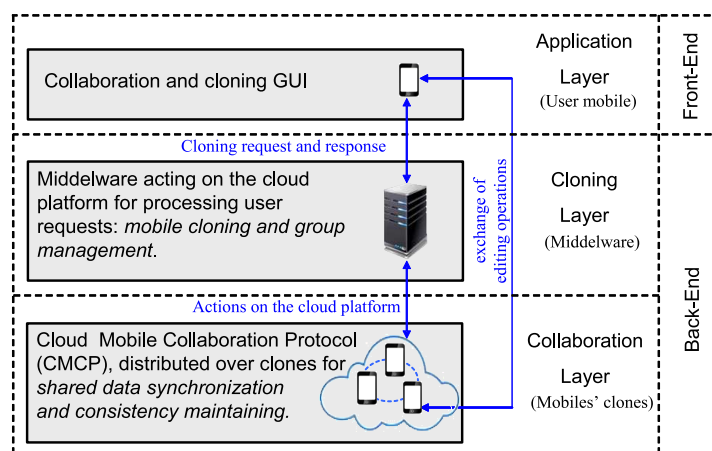 Application
Layer
(User mobile)
Front-End
Collaboration and cloning GUI
Cloning request and response
Middelware acting on the cloud
platform for processing user
requests: mobile cloning and group
management.
exchange of
editing operations
Cloning
Layer
(Middelware)
Back-End
Actions on the cloud platform
Cloud Mobile Collaboration Protocol
(CMCP), distributed over clones for
shared data synchronization
and consistency maintaining.
Collaboration
Layer
(Mobiles' clones)